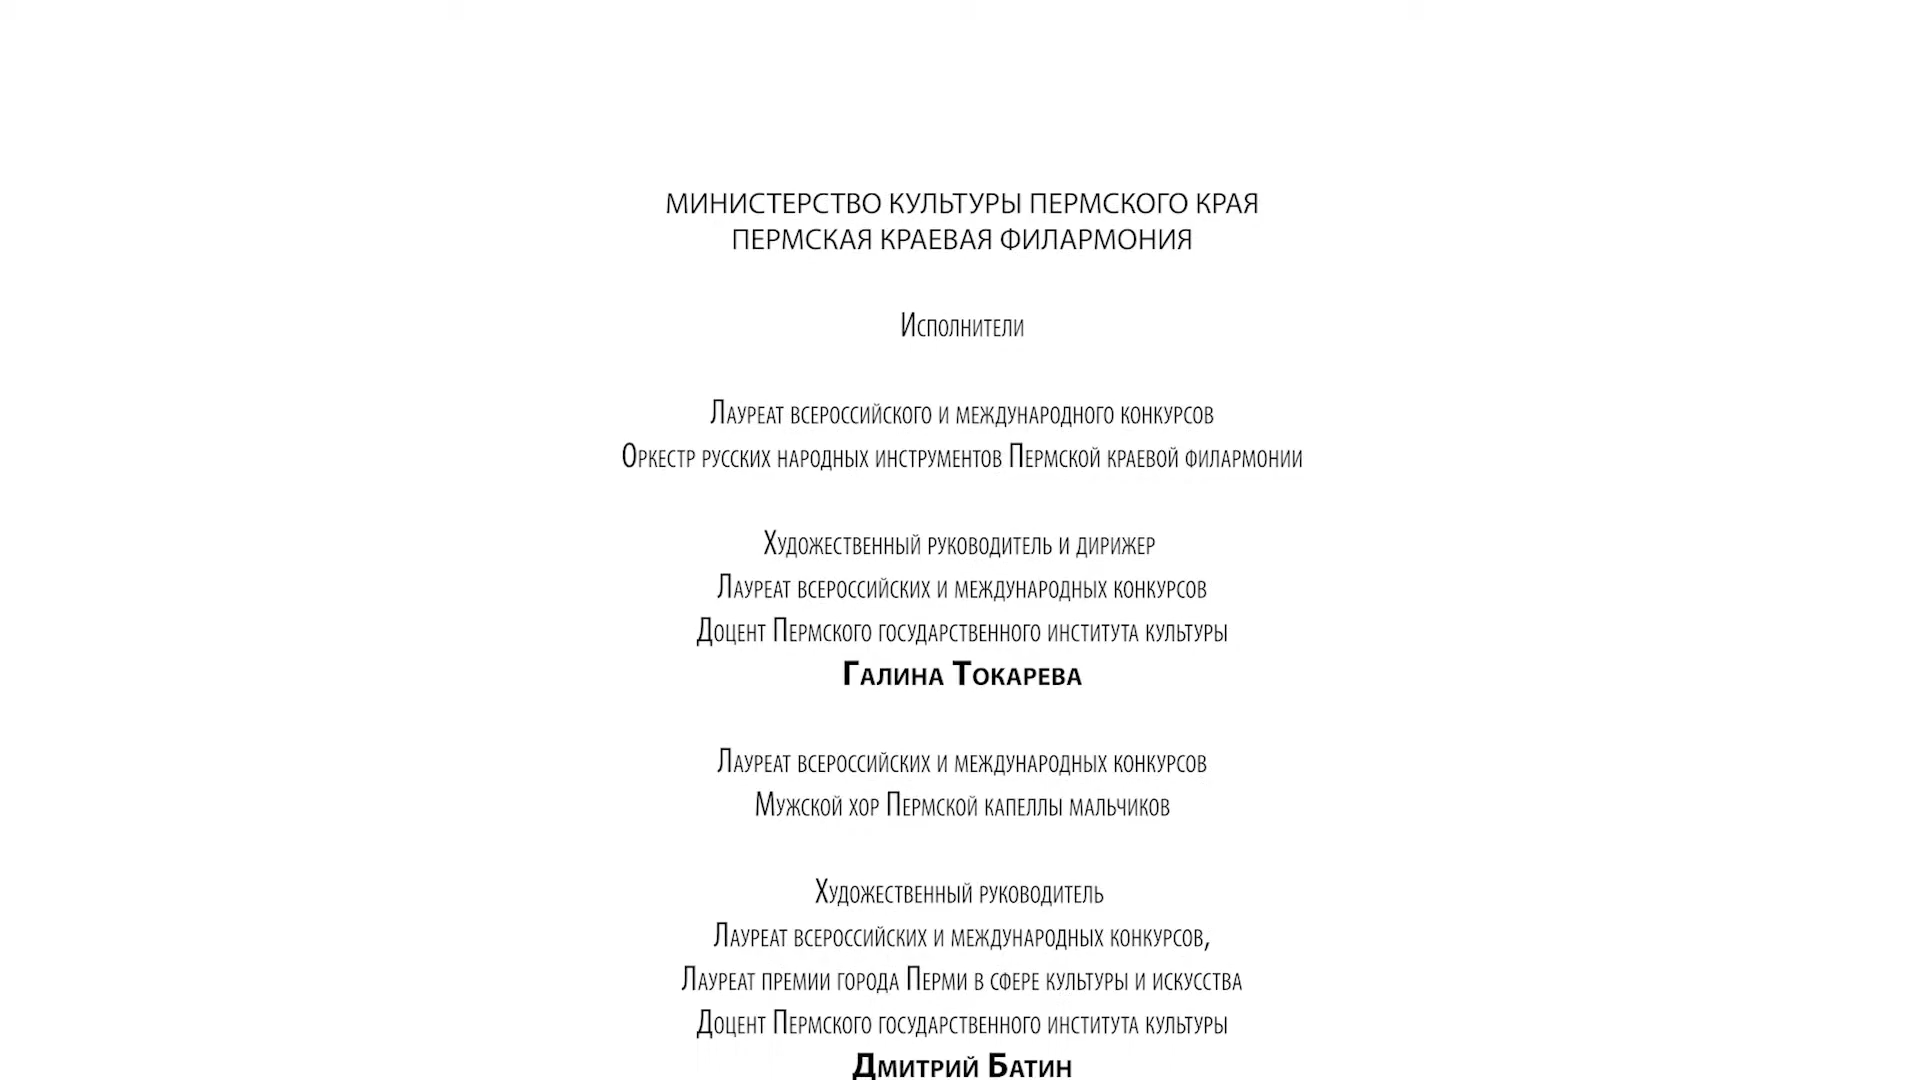 МИНИСТЕРСТВО КУЛЬТУРЫ ПЕРМСКОГО КРАЯ
ПЕРМСКАЯ КРАЕВАЯ ФИЛАРМОНИЯ
Исполнители
Лауреат всероссийского и международного конкурсов
Оркестр русских народных инструментов Пермской краевой филармонии
Художественный руководитель и дирижер
Лауреат всероссийских и международных конкурсов
Доцент Пермского государственного института культуры
Галина Токарева
Лауреат всероссийских и международных конкурсов
Мужской хор Пермской капеллы мальчиков
Художественный руководитель
Лауреат всероссийских и международных конкурсов,
Лауреат премии города Перми в сфере культуры и искусства
Доцент Пермского государственного института культуры
Дмитрий Батин